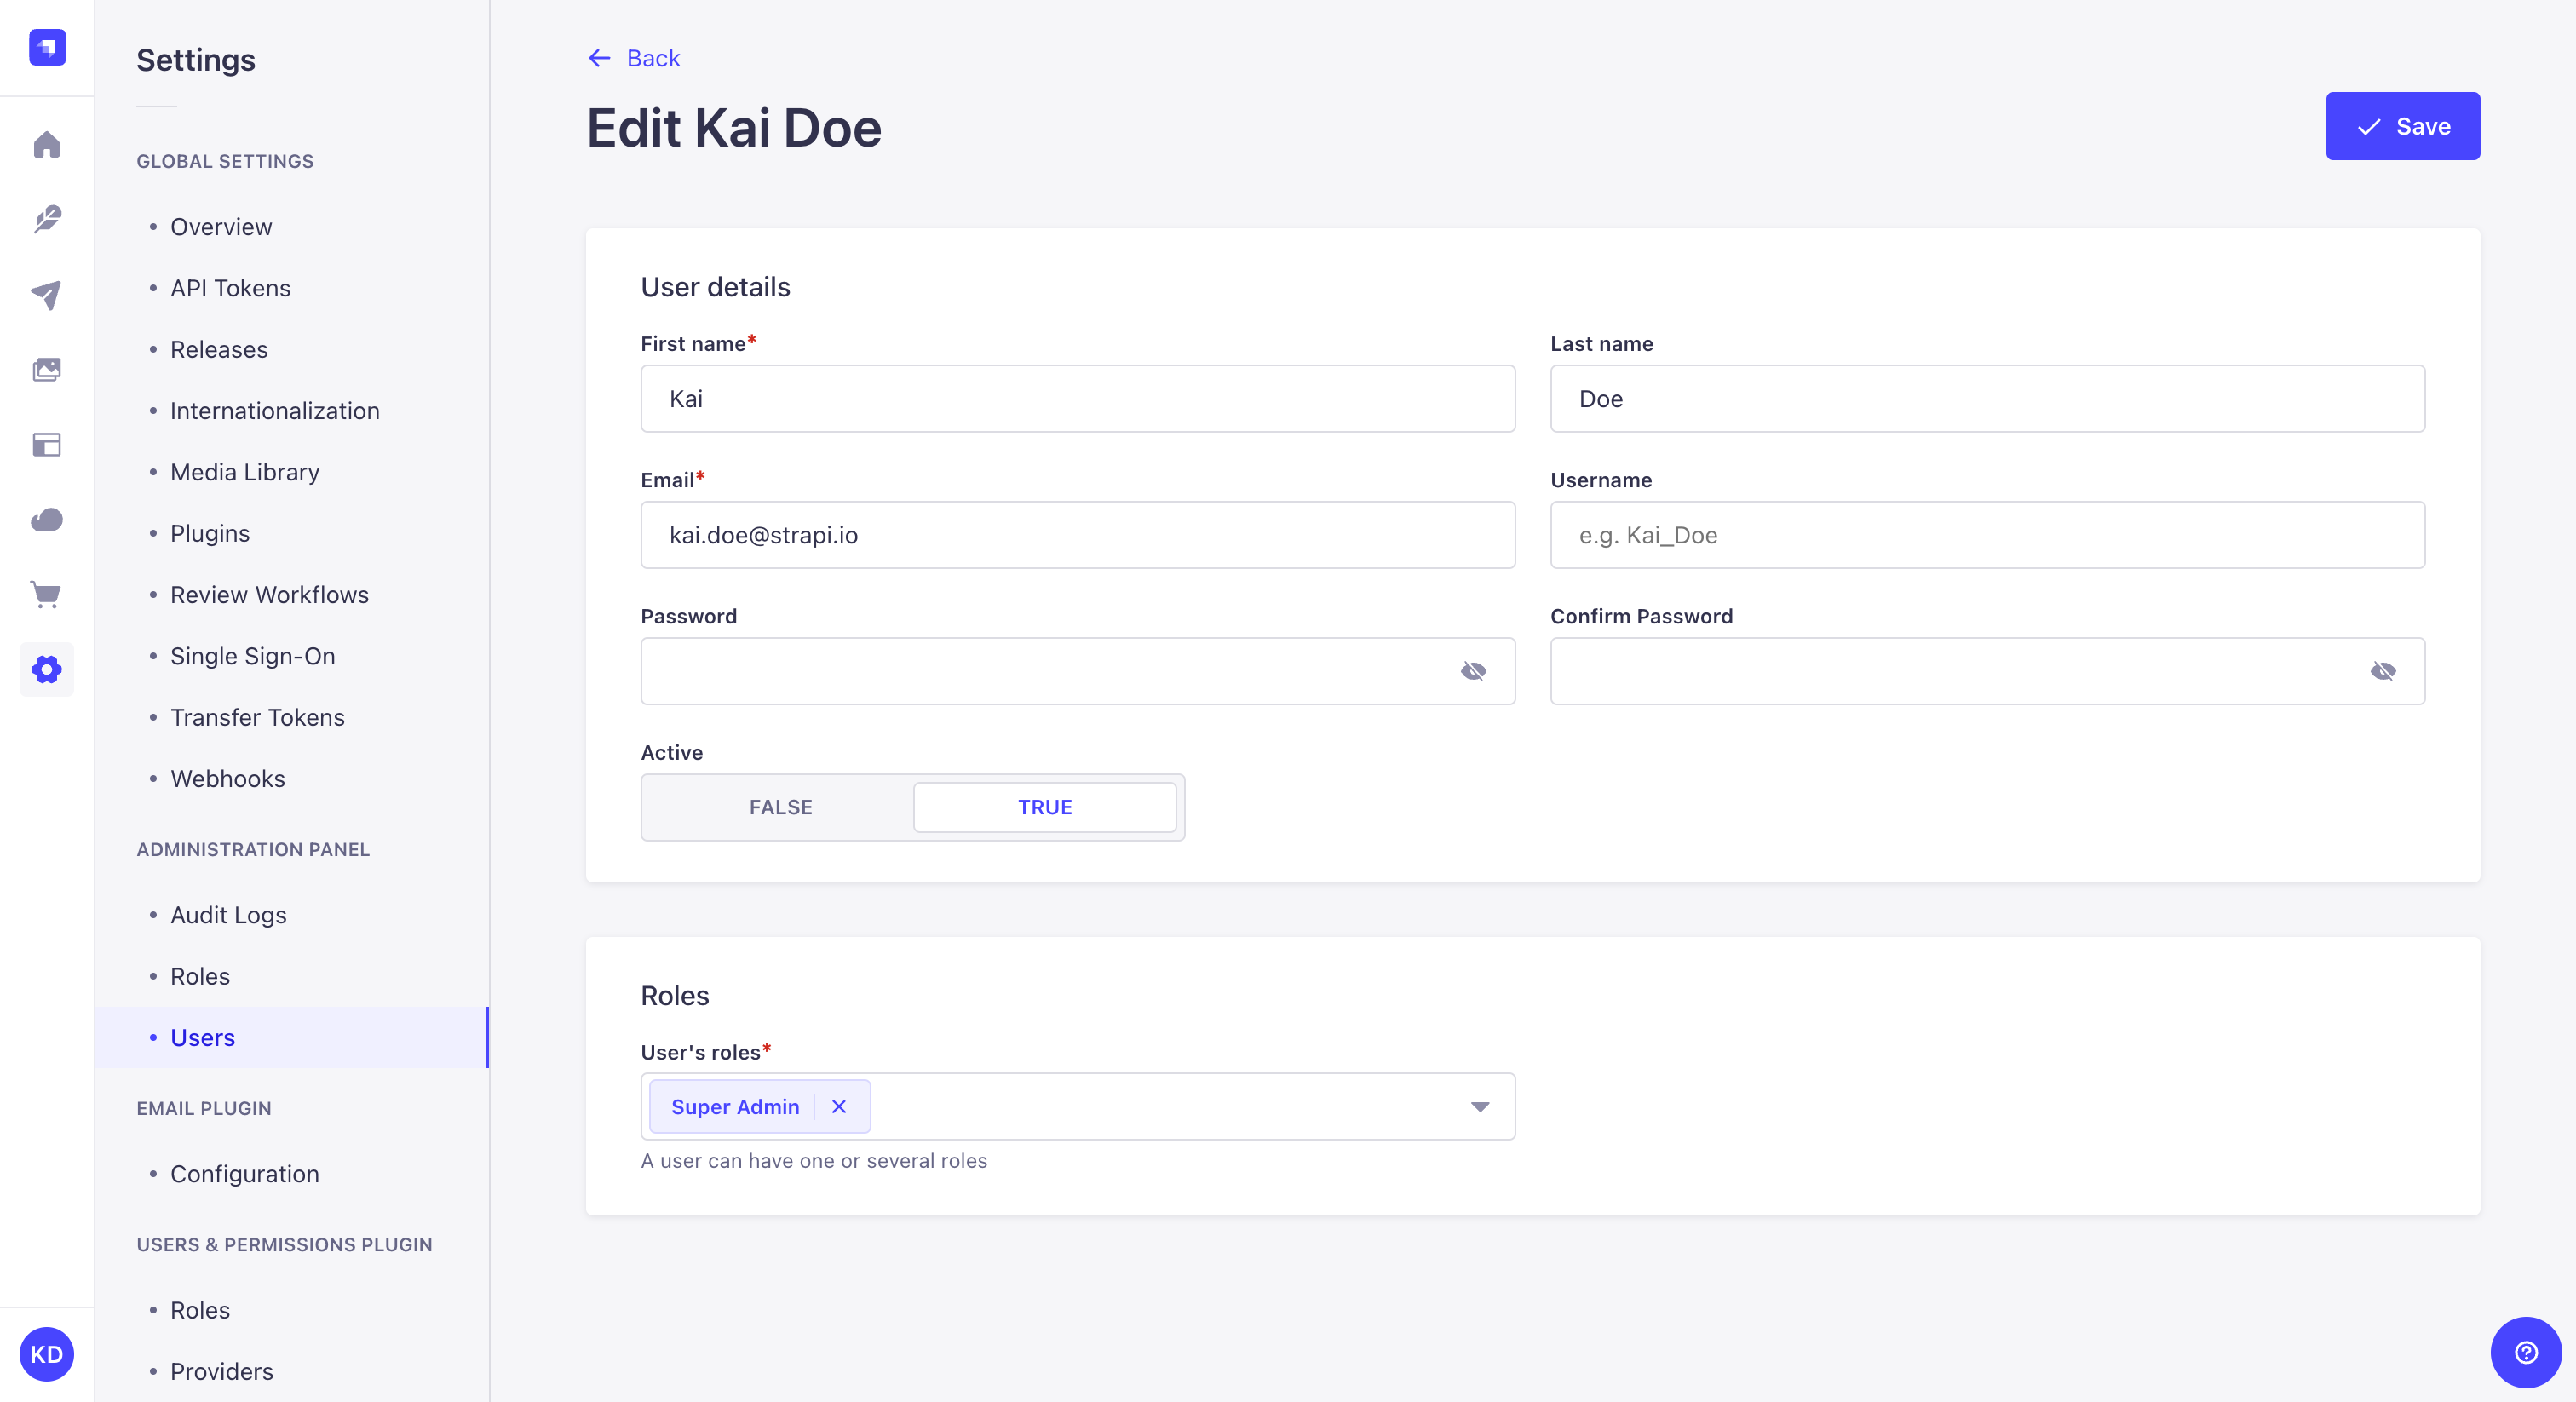 Settings
GLOBAL SETTINGS
Overview
API Tokens
Releases
Internationalization
Media Library
Plugins
Review Workflows
Single Sign-On
Transfer Tokens
Webhooks
ADMINISTRATION PANEL
Audit Logs
Roles
Users
EMAIL PLUGIN
Configuration
USERS & PERMISSIONS PLUGIN
Roles
Providers
KD
Back
Edit Kai Doe
Save
User details
First name*
Kai
Last name
Doe
Email*
kai.doe@strapi.io
Username
e.g. Kai_Doe
Password
Confirm Password
Active
FALSE
TRUE
Roles
User's roles*
Super Admin
A user can have one or several roles